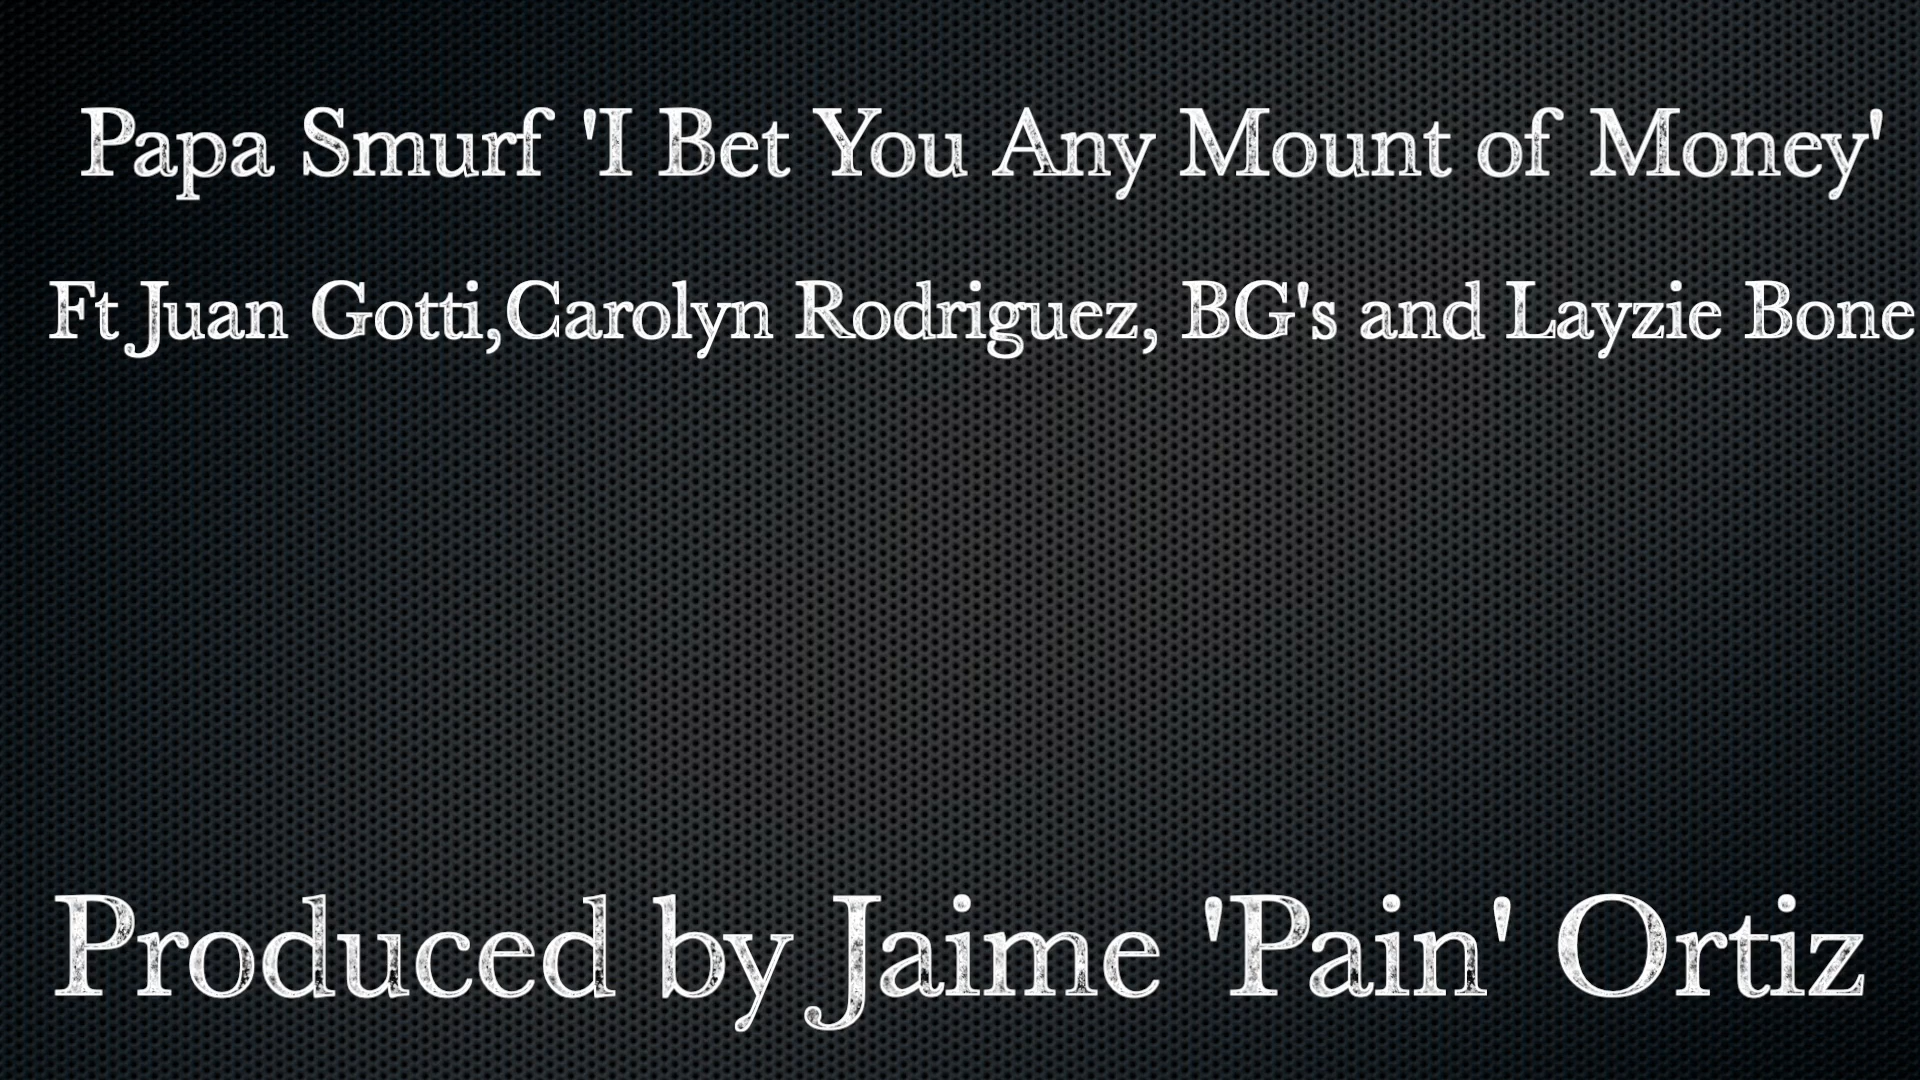 Papa Smurf 'I Bet You Any Mount of Money'
Ft Juan Gotti,Carolyn Rodriguez, BG's and Layzie Bone
Produced by Jaime 'Pain' Ortiz